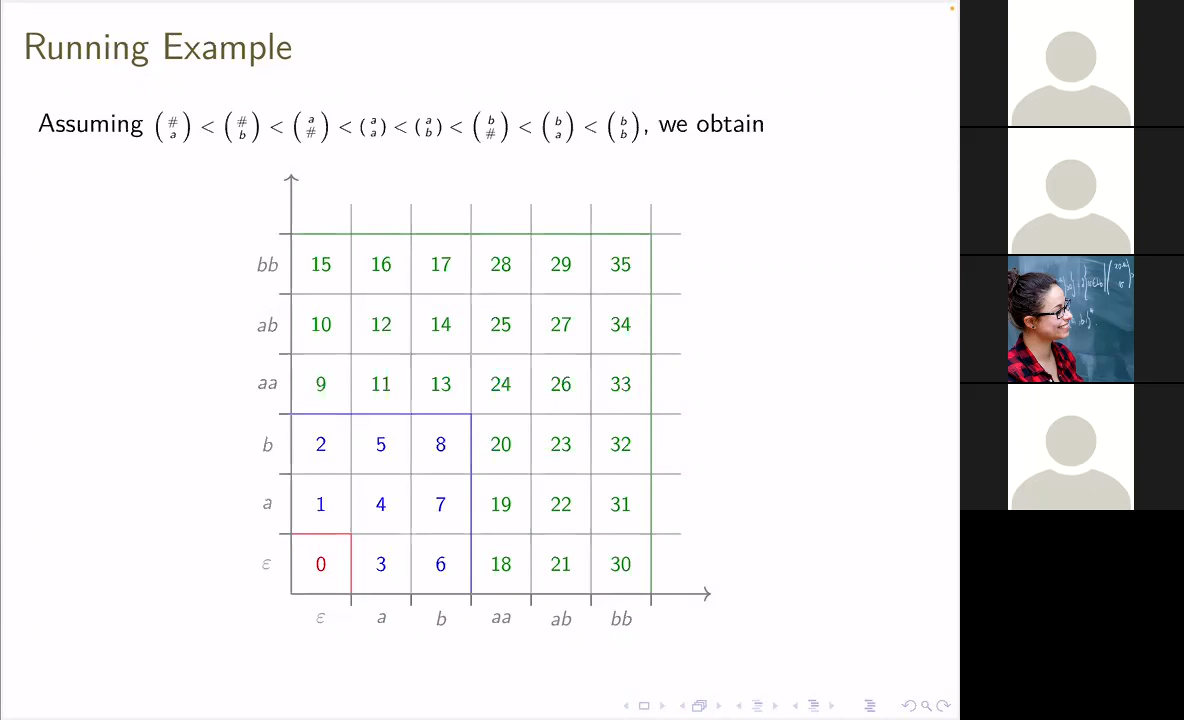 Running Example
Assuming (# a) < (# b) < (a #) < (a a) < (a b) < (b #) < (b a) < (b b), we obtain
bb 15 16 17 28 29 35
ab 10 12 14 25 27 34
aa 9 11 13 24 26 33
b 2 5 8 20 23 32
a 1 4 7 19 22 31
ε 0 3 6 18 21 30
ε a b aa ab bb